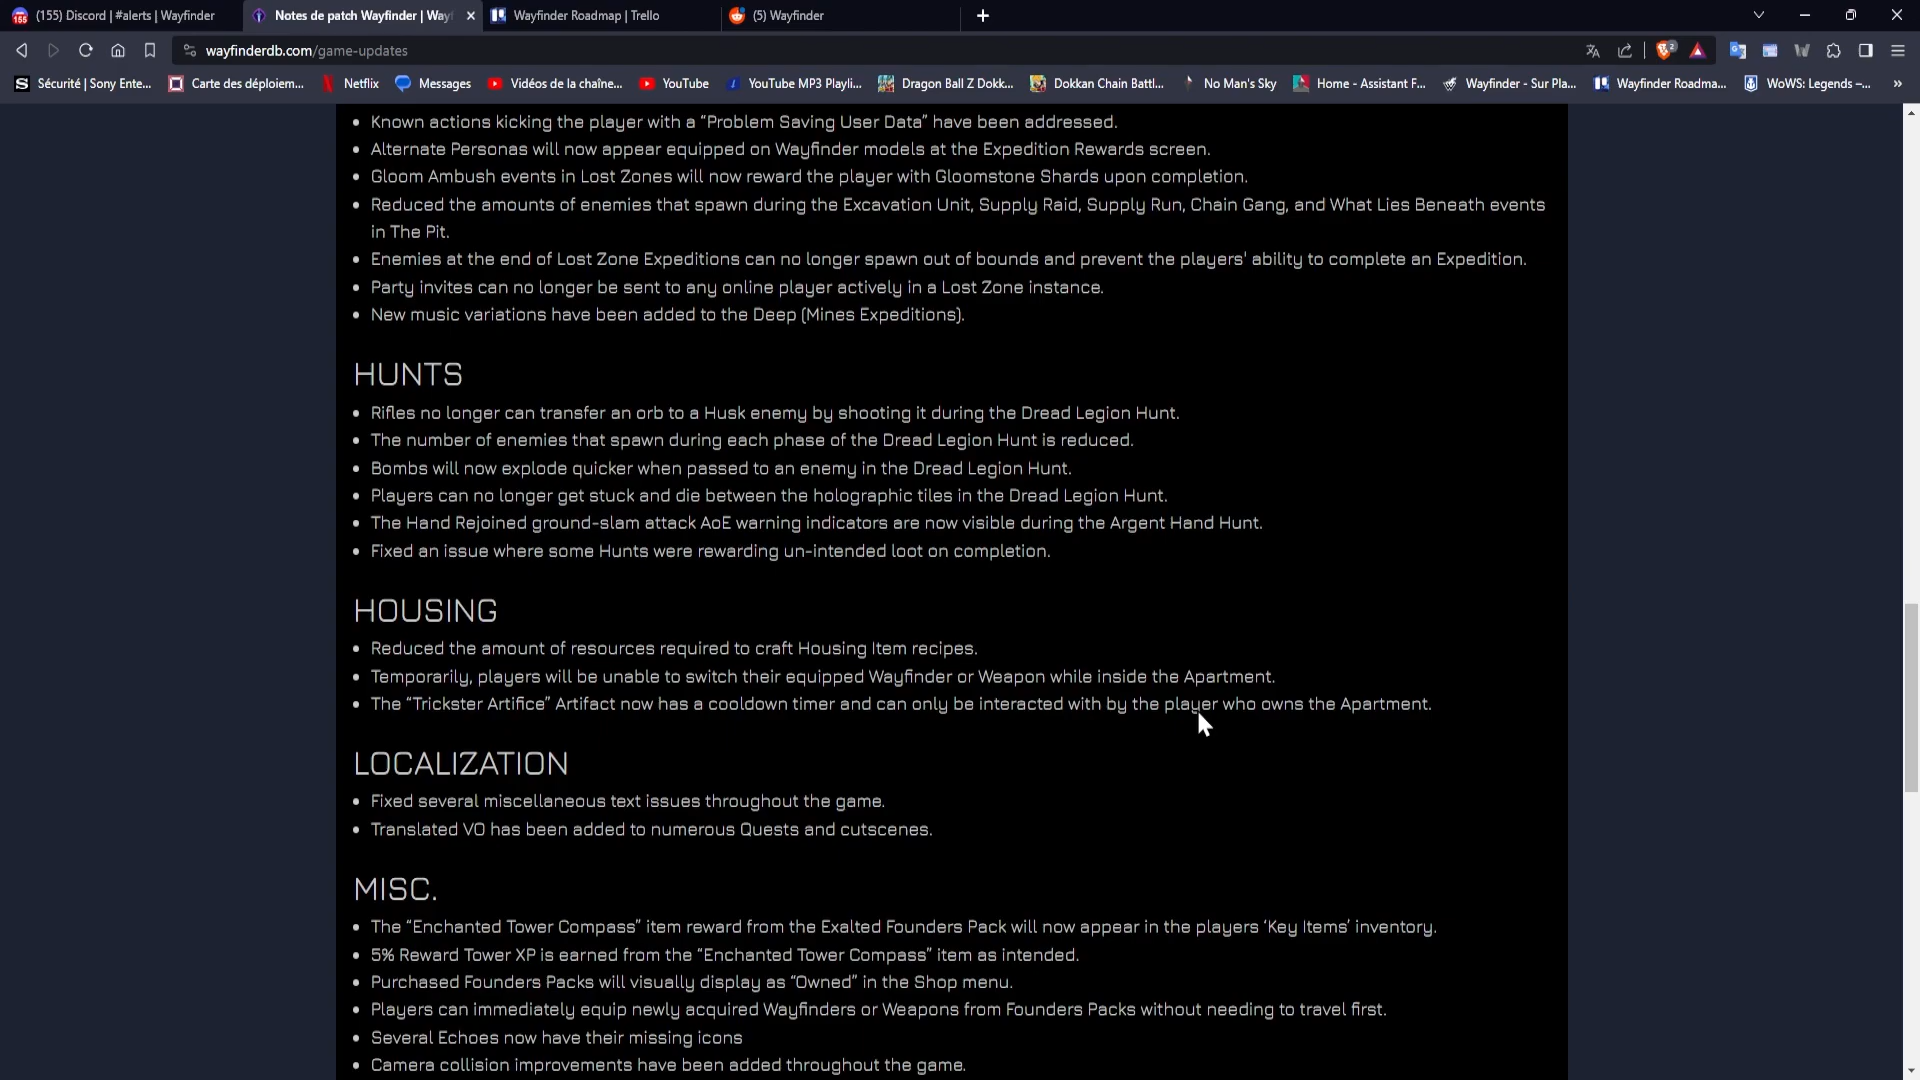 155 (155) Discord | #alerts | Wayfinder
Notes de patch Wayfinder | Way
Wayfinder Roadmap | Trello
(5) Wayfinder
wayfinderdb.com/game-updates
2
S Sécurité | Sony Ente...
Carte des déploiem...
Netflix
Messages
Vidéos de la chaîne...
YouTube
YouTube MP3 Playli...
Dragon Ball Z Dokk...
Dokkan Chain Battl...
No Man's Sky
Home - Assistant F...
Wayfinder - Sur Pla...
Wayfinder Roadma...
WoWS: Legends –...
»
• Known actions kicking the player with a “Problem Saving User Data” have been addressed.
• Alternate Personas will now appear equipped on Wayfinder models at the Expedition Rewards screen.
• Gloom Ambush events in Lost Zones will now reward the player with Gloomstone Shards upon completion.
• Reduced the amounts of enemies that spawn during the Excavation Unit, Supply Raid, Supply Run, Chain Gang, and What Lies Beneath events
in The Pit.
• Enemies at the end of Lost Zone Expeditions can no longer spawn out of bounds and prevent the players' ability to complete an Expedition.
• Party invites can no longer be sent to any online player actively in a Lost Zone instance.
• New music variations have been added to the Deep (Mines Expeditions).
HUNTS
• Rifles no longer can transfer an orb to a Husk enemy by shooting it during the Dread Legion Hunt.
• The number of enemies that spawn during each phase of the Dread Legion Hunt is reduced.
• Bombs will now explode quicker when passed to an enemy in the Dread Legion Hunt.
• Players can no longer get stuck and die between the holographic tiles in the Dread Legion Hunt.
• The Hand Rejoined ground-slam attack AoE warning indicators are now visible during the Argent Hand Hunt.
• Fixed an issue where some Hunts were rewarding un-intended loot on completion.
HOUSING
• Reduced the amount of resources required to craft Housing Item recipes.
• Temporarily, players will be unable to switch their equipped Wayfinder or Weapon while inside the Apartment.
• The “Trickster Artifice” Artifact now has a cooldown timer and can only be interacted with by the player who owns the Apartment.
LOCALIZATION
• Fixed several miscellaneous text issues throughout the game.
• Translated VO has been added to numerous Quests and cutscenes.
MISC.
• The “Enchanted Tower Compass” item reward from the Exalted Founders Pack will now appear in the players ‘Key Items’ inventory.
• 5% Reward Tower XP is earned from the “Enchanted Tower Compass” item as intended.
• Purchased Founders Packs will visually display as “Owned” in the Shop menu.
• Players can immediately equip newly acquired Wayfinders or Weapons from Founders Packs without needing to travel first.
• Several Echoes now have their missing icons
• Camera collision improvements have been added throughout the game.